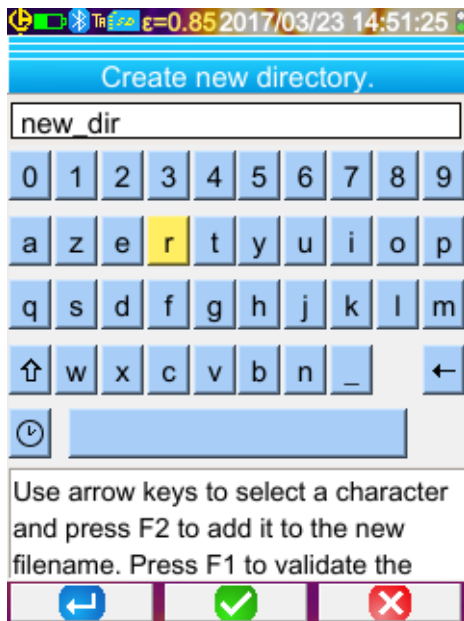 ε=0.85 2017/03/23 14:51:25
Create new directory.
new_dir
0 1 2 3 4 5 6 7 8 9
a z e r t y u i o p
q s d f g h j k l m
w x c v b n _
Use arrow keys to select a character
and press F2 to add it to the new
filename. Press F1 to validate the